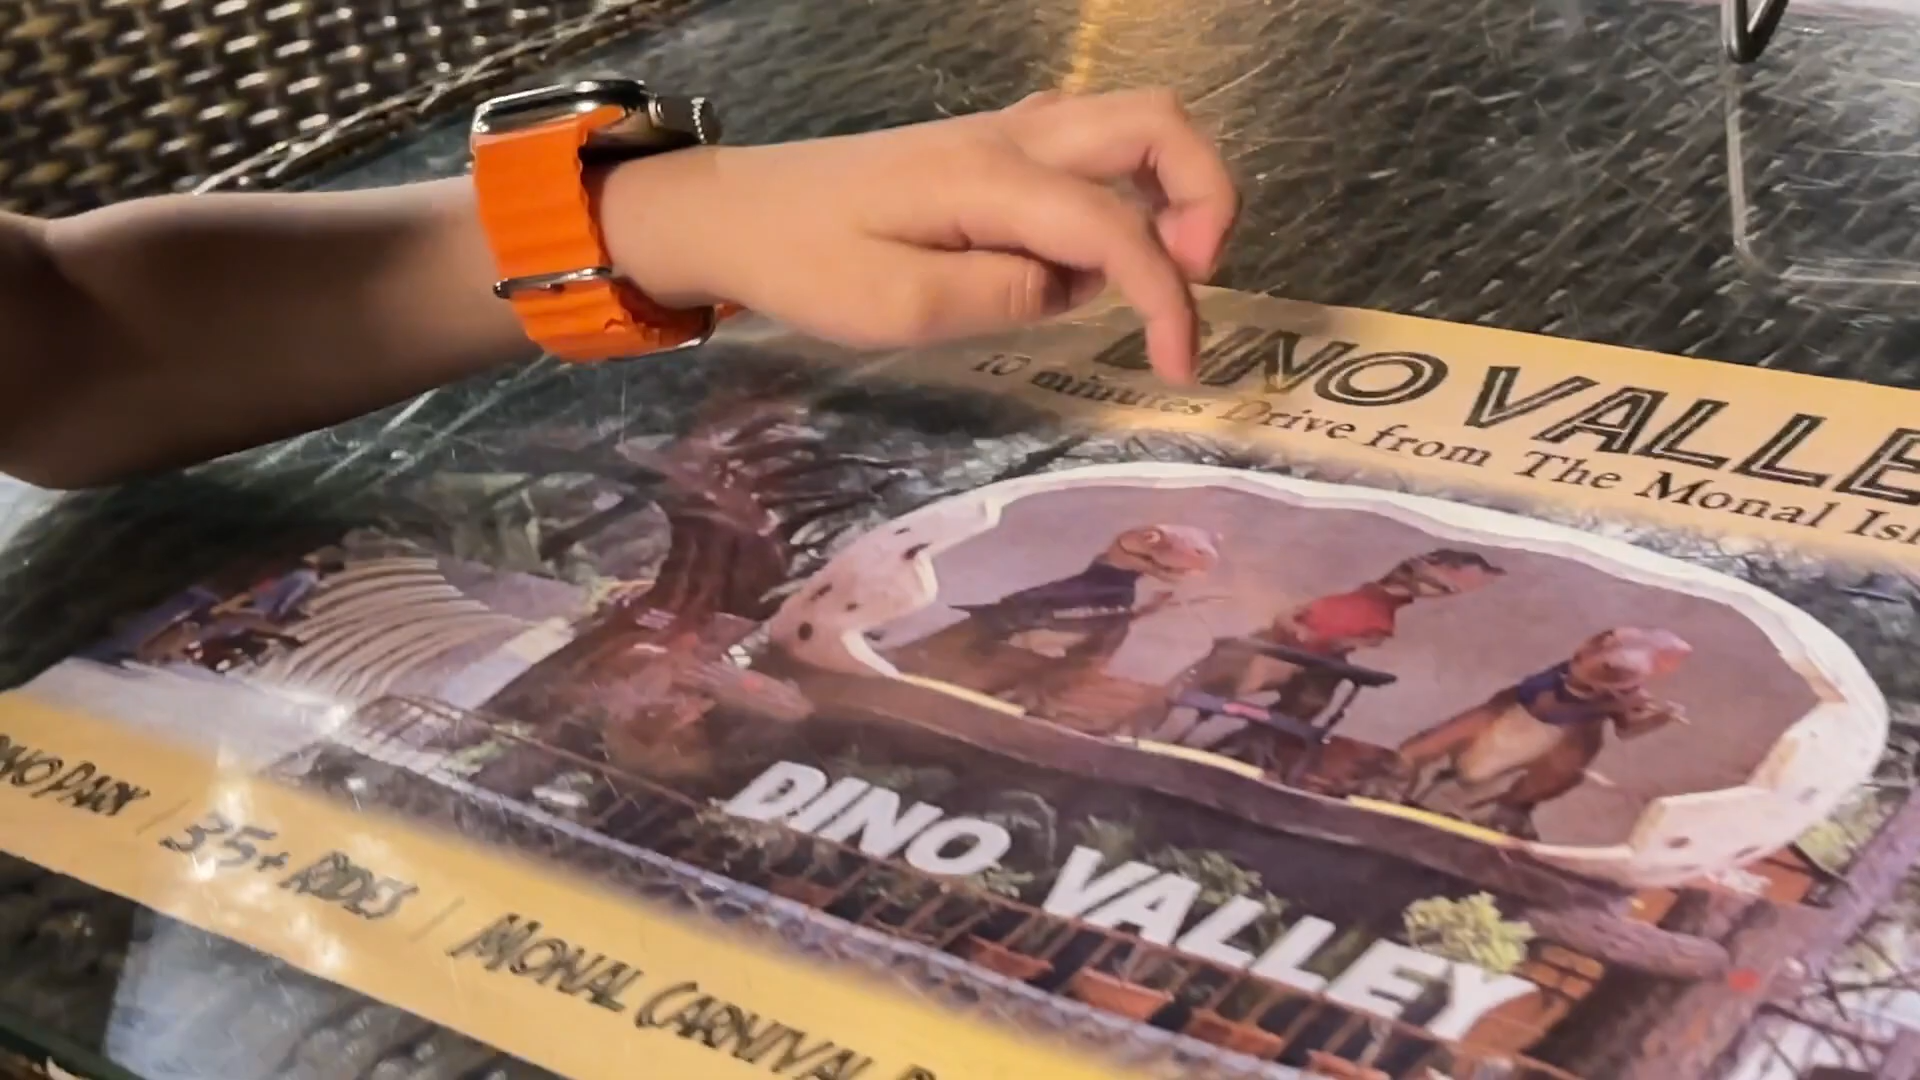 DINO VALLE
10 minutes Drive from The Monal Isl
DINO VALLEY
DINO PARK | 35+ RIDES | MONAL CARNIVAL